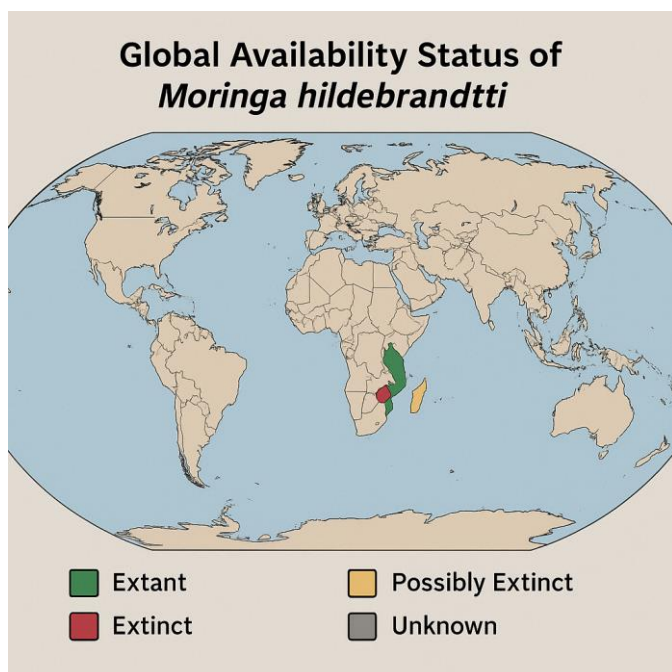 Global Availability Status of
Moringa hildebrandtti
Extant
Possibly Extinct
Extinct
Unknown